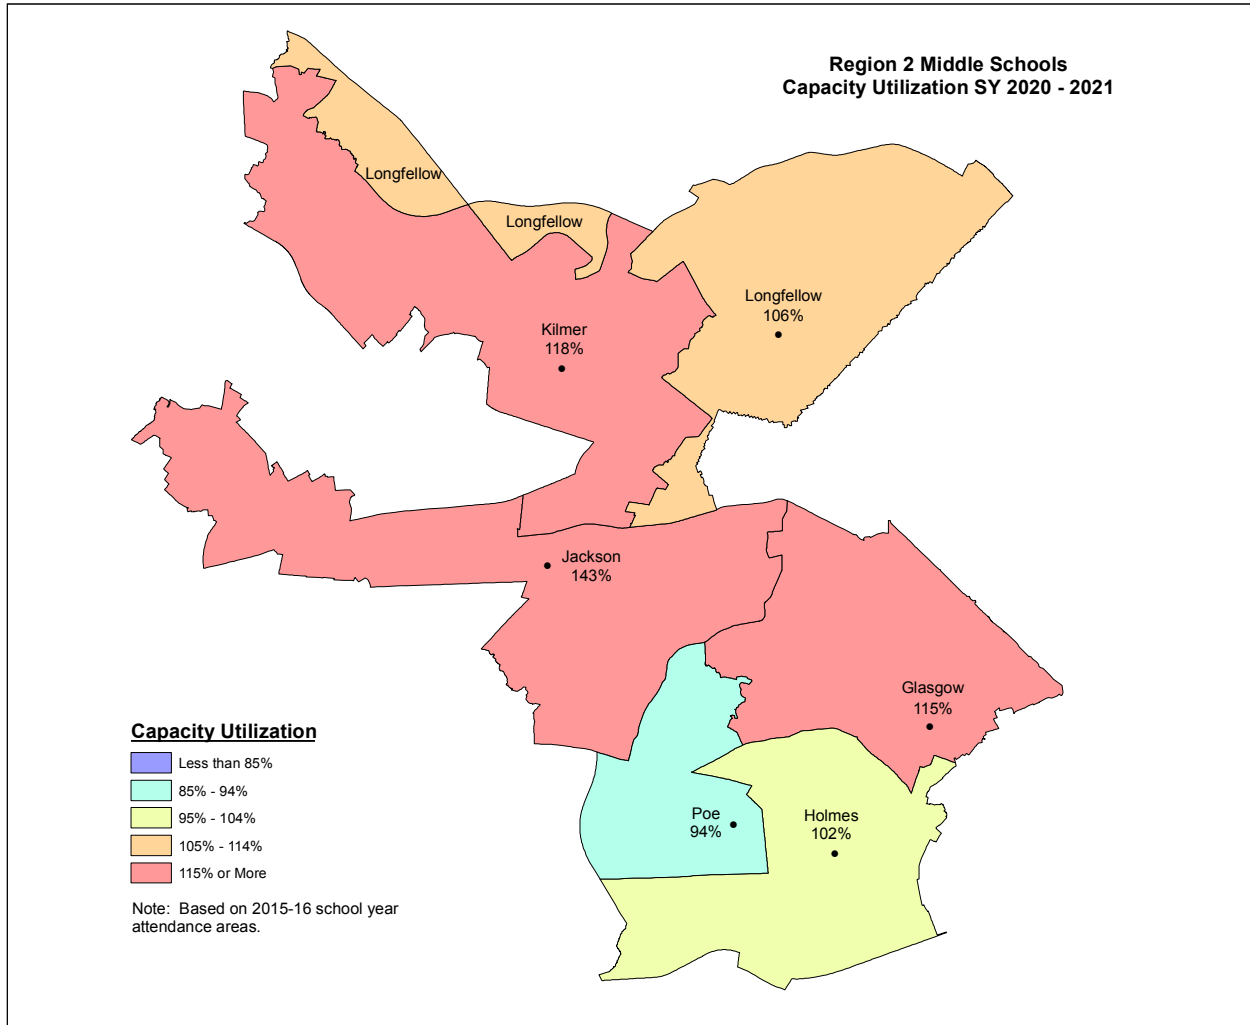 Region 2 Middle Schools
Capacity Utilization SY 2020 - 2021
Longfellow
Longfellow
Longfellow
106%
Kilmer
118%
Jackson
143%
Glasgow
115%
Capacity Utilization
Less than 85%
85% - 94%
95% - 104%
105% - 114%
115% or More
Poe
94%
Holmes
102%
Note:  Based on 2015-16 school year
attendance areas.